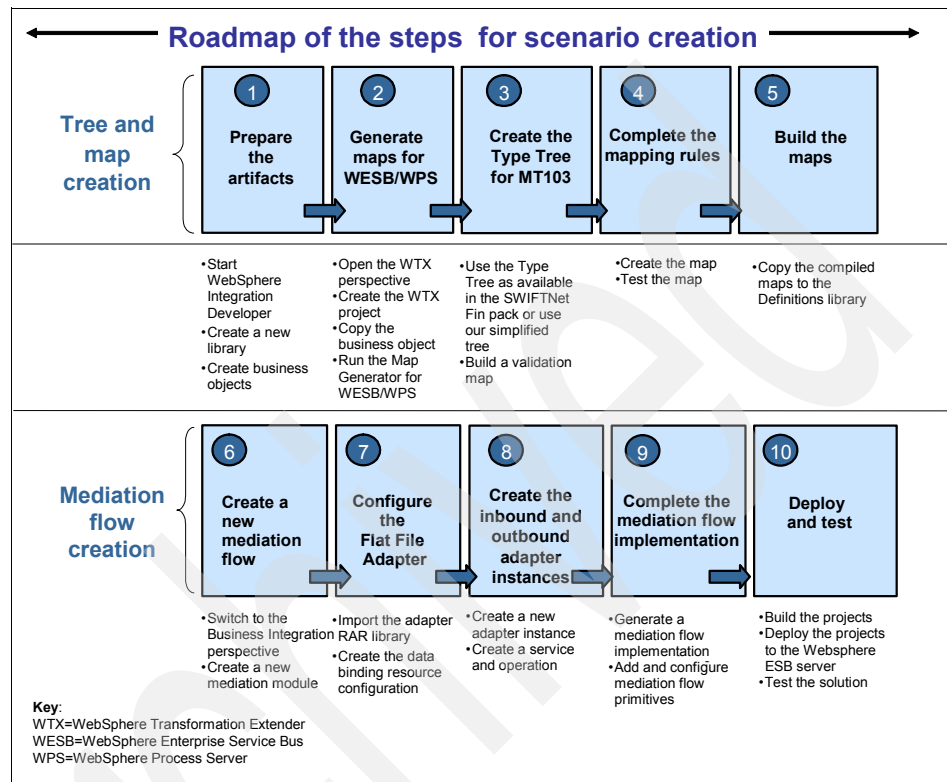 Roadmap of the steps for scenario creation
Tree and
map
creation
1
Prepare
the
artifacts
2
Generate
maps for
WESB/WPS
3
Create the
Type Tree
for MT103
4
Complete the
mapping rules
5
Build the
maps
•Start
WebSphere
Integration
Developer
•Create a new
library
•Create business
objects
•Open the WTX
perspective
•Create the WTX
project
•Copy the
business object
•Run the Map
Generator for
WESB/WPS
•Use the Type
Tree as available
in the SWIFTNet
Fin pack or use
our simplified
tree
•Build a validation
map
•Create the map
•Test the map
•Copy the compiled
maps to the
Definitions library
Mediation
flow
creation
6
Create a
new
mediation
flow
7
Configure
the
Flat File
Adapter
8
Create the
inbound and
outbound
adapter
instances
9
Complete the
mediation flow
implementation
10
Deploy
and test
•Switch to the
Business Integration
perspective
•Create a new
mediation module
•Import the adapter
RAR library
•Create the data
binding resource
configuration
•Create a new
adapter instance
•Create a service
and operation
•Generate a
mediation flow
implementation
•Add and configure
mediation flow
primitives
•Build the projects
•Deploy the projects
to the Websphere
ESB server
•Test the solution
Key:
WTX=WebSphere Transformation Extender
WESB=WebSphere Enterprise Service Bus
WPS=WebSphere Process Server